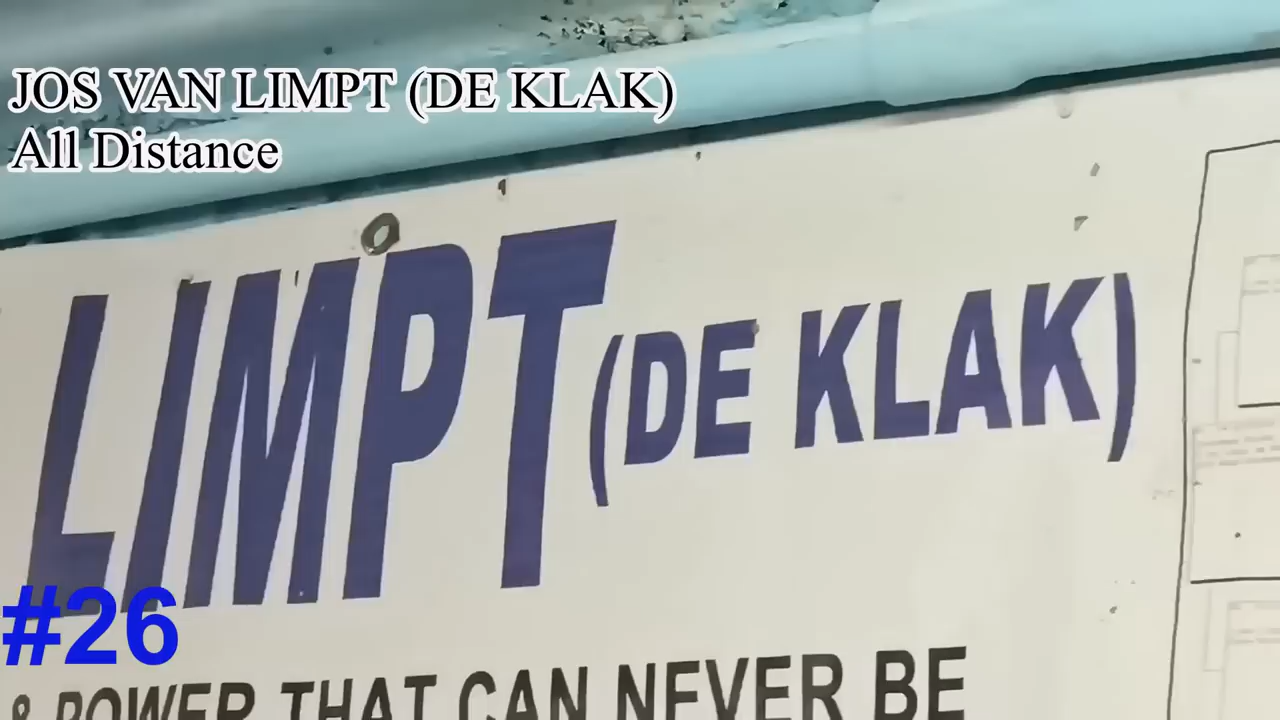 JOS VAN LIMPT (DE KLAK)
All Distance
LIMPT (DE KLAK)
#26
& POWER THAT CAN NEVER BE